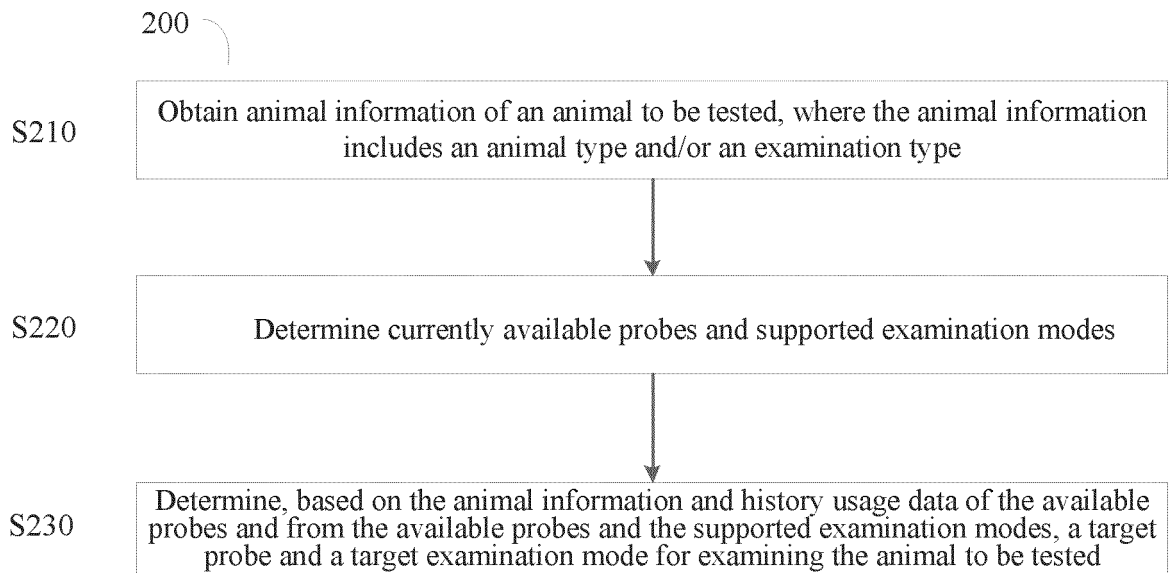 200
S210
Obtain animal information of an animal to be tested, where the animal information
includes an animal type and/or an examination type
S220
Determine currently available probes and supported examination modes
S230
Determine, based on the animal information and history usage data of the available
probes and from the available probes and the supported examination modes, a target
probe and a target examination mode for examining the animal to be tested